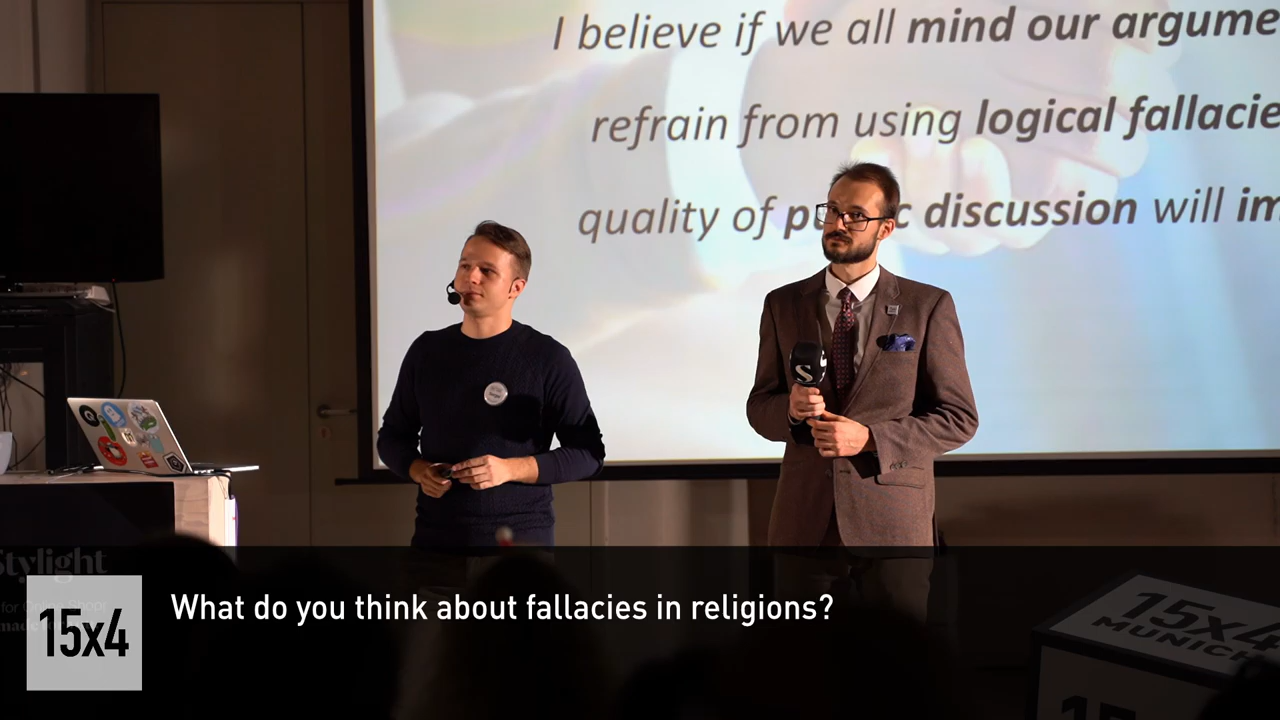 I believe if we all mind our argume
refrain from using logical fallacie
quality of public discussion will im
S
Stylight
15x4
What do you think about fallacies in religions?
15x4
MUNICH